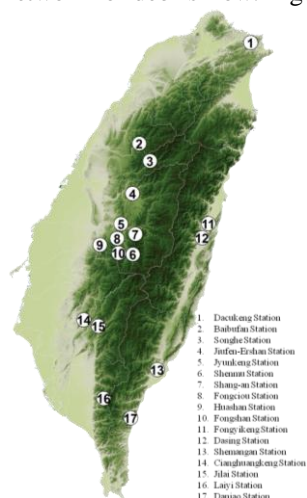 1
2
3
4
5
11
8
7
12
9
10
6
14
15
13
16
17
1. Dacukeng Station
2. Baibufan Station
3. Songhe Station
4. Jiufen-Ershan Station
5. Jyunkeng Station
6. Shenmu Station
7. Shang-an Station
8. Fongciou Station
9. Huashan Station
10. Fongshan Station
11. Fongyikeng Station
12. Dasing Station
13. Shemangan Station
14. Cianghuangkeng Station
15. Jilai Station
16. Laiyi Station
17. Daniao Station